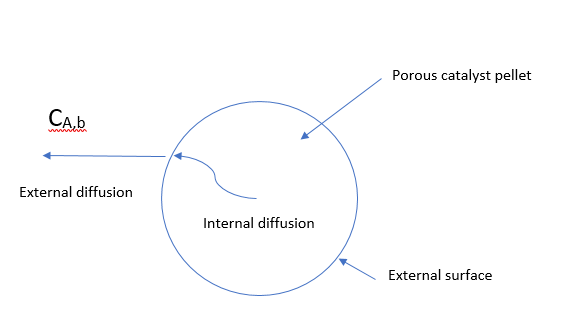 Porous catalyst pellet
CA,b
External diffusion
Internal diffusion
External surface